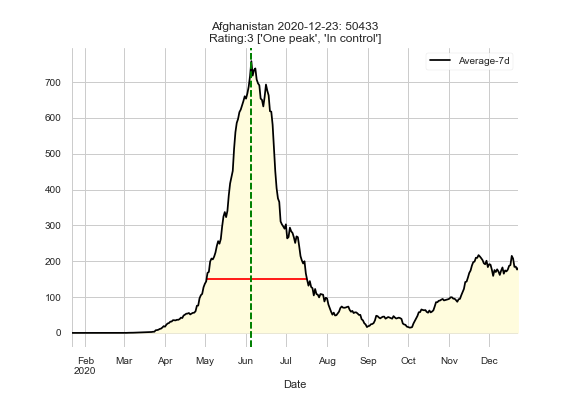 Afghanistan 2020-12-23: 50433
Rating:3 ['One peak', 'In control']
Average-7d
700
600
500
400
300
200
100
0
Feb Mar Apr May Jun Jul Aug Sep Oct Nov Dec
2020
Date